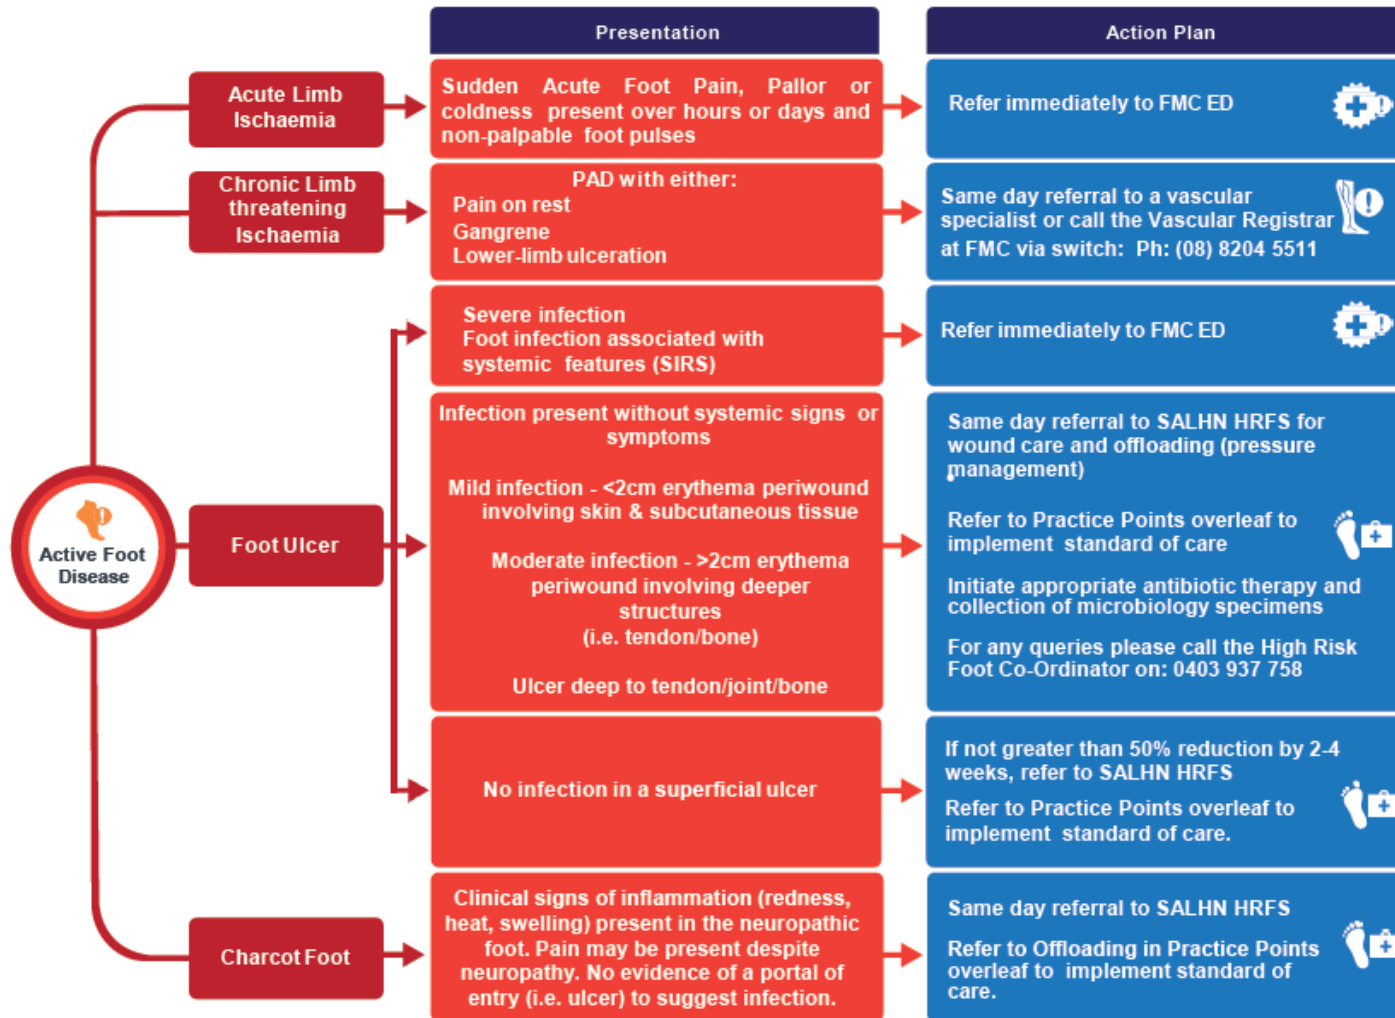 Presentation
Action Plan
Acute Limb
Ischaemia
Sudden Acute Foot Pain, Pallor or
coldness present over hours or days and
non-palpable foot pulses
Refer immediately to FMC ED
Chronic Limb
threatening
Ischaemia
PAD with either:
Pain on rest
Gangrene
Lower-limb ulceration
Same day referral to a vascular
specialist or call the Vascular Registrar
at FMC via switch: Ph: (08) 8204 5511
Active Foot
Disease
Foot Ulcer
Severe infection
Foot infection associated with
systemic features (SIRS)
Refer immediately to FMC ED
Infection present without systemic signs or
symptoms
Mild infection - <2cm erythema periwound
involving skin & subcutaneous tissue
Moderate infection - >2cm erythema
periwound involving deeper
structures
(i.e. tendon/bone)
Ulcer deep to tendon/joint/bone
Same day referral to SALHN HRFS for
wound care and offloading (pressure
management)
Refer to Practice Points overleaf to
implement standard of care
Initiate appropriate antibiotic therapy and
collection of microbiology specimens
For any queries please call the High Risk
Foot Co-Ordinator on: 0403 937 758
No infection in a superficial ulcer
If not greater than 50% reduction by 2-4
weeks, refer to SALHN HRFS
Refer to Practice Points overleaf to
implement standard of care.
Charcot Foot
Clinical signs of inflammation (redness,
heat, swelling) present in the neuropathic
foot. Pain may be present despite
neuropathy. No evidence of a portal of
entry (i.e. ulcer) to suggest infection.
Same day referral to SALHN HRFS
Refer to Offloading in Practice Points
overleaf to implement standard of
care.